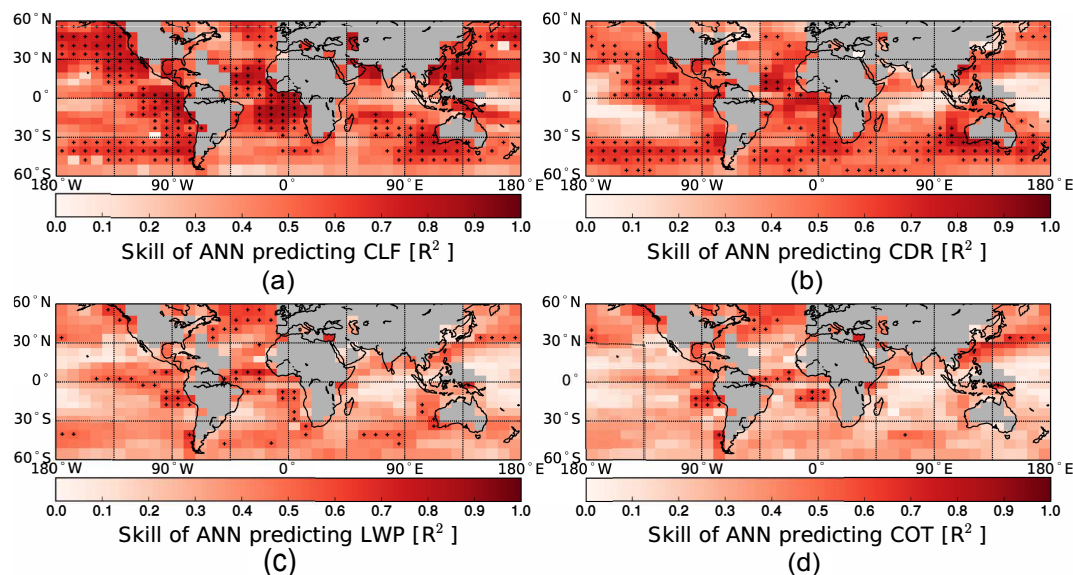 60°N
30°N
0°
30°S
60°S
180°W 90°W 0° 90°E 180°E
0.0 0.1 0.2 0.3 0.4 0.5 0.6 0.7 0.8 0.9 1.0
Skill of ANN predicting CLF [R²]
(a)
60°N
30°N
0°
30°S
60°S
180°W 90°W 0° 90°E 180°E
0.0 0.1 0.2 0.3 0.4 0.5 0.6 0.7 0.8 0.9 1.0
Skill of ANN predicting CDR [R²]
(b)
60°N
30°N
0°
30°S
60°S
180°W 90°W 0° 90°E 180°E
0.0 0.1 0.2 0.3 0.4 0.5 0.6 0.7 0.8 0.9 1.0
Skill of ANN predicting LWP [R²]
(c)
60°N
30°N
0°
30°S
60°S
180°W 90°W 0° 90°E 180°E
0.0 0.1 0.2 0.3 0.4 0.5 0.6 0.7 0.8 0.9 1.0
Skill of ANN predicting COT [R²]
(d)